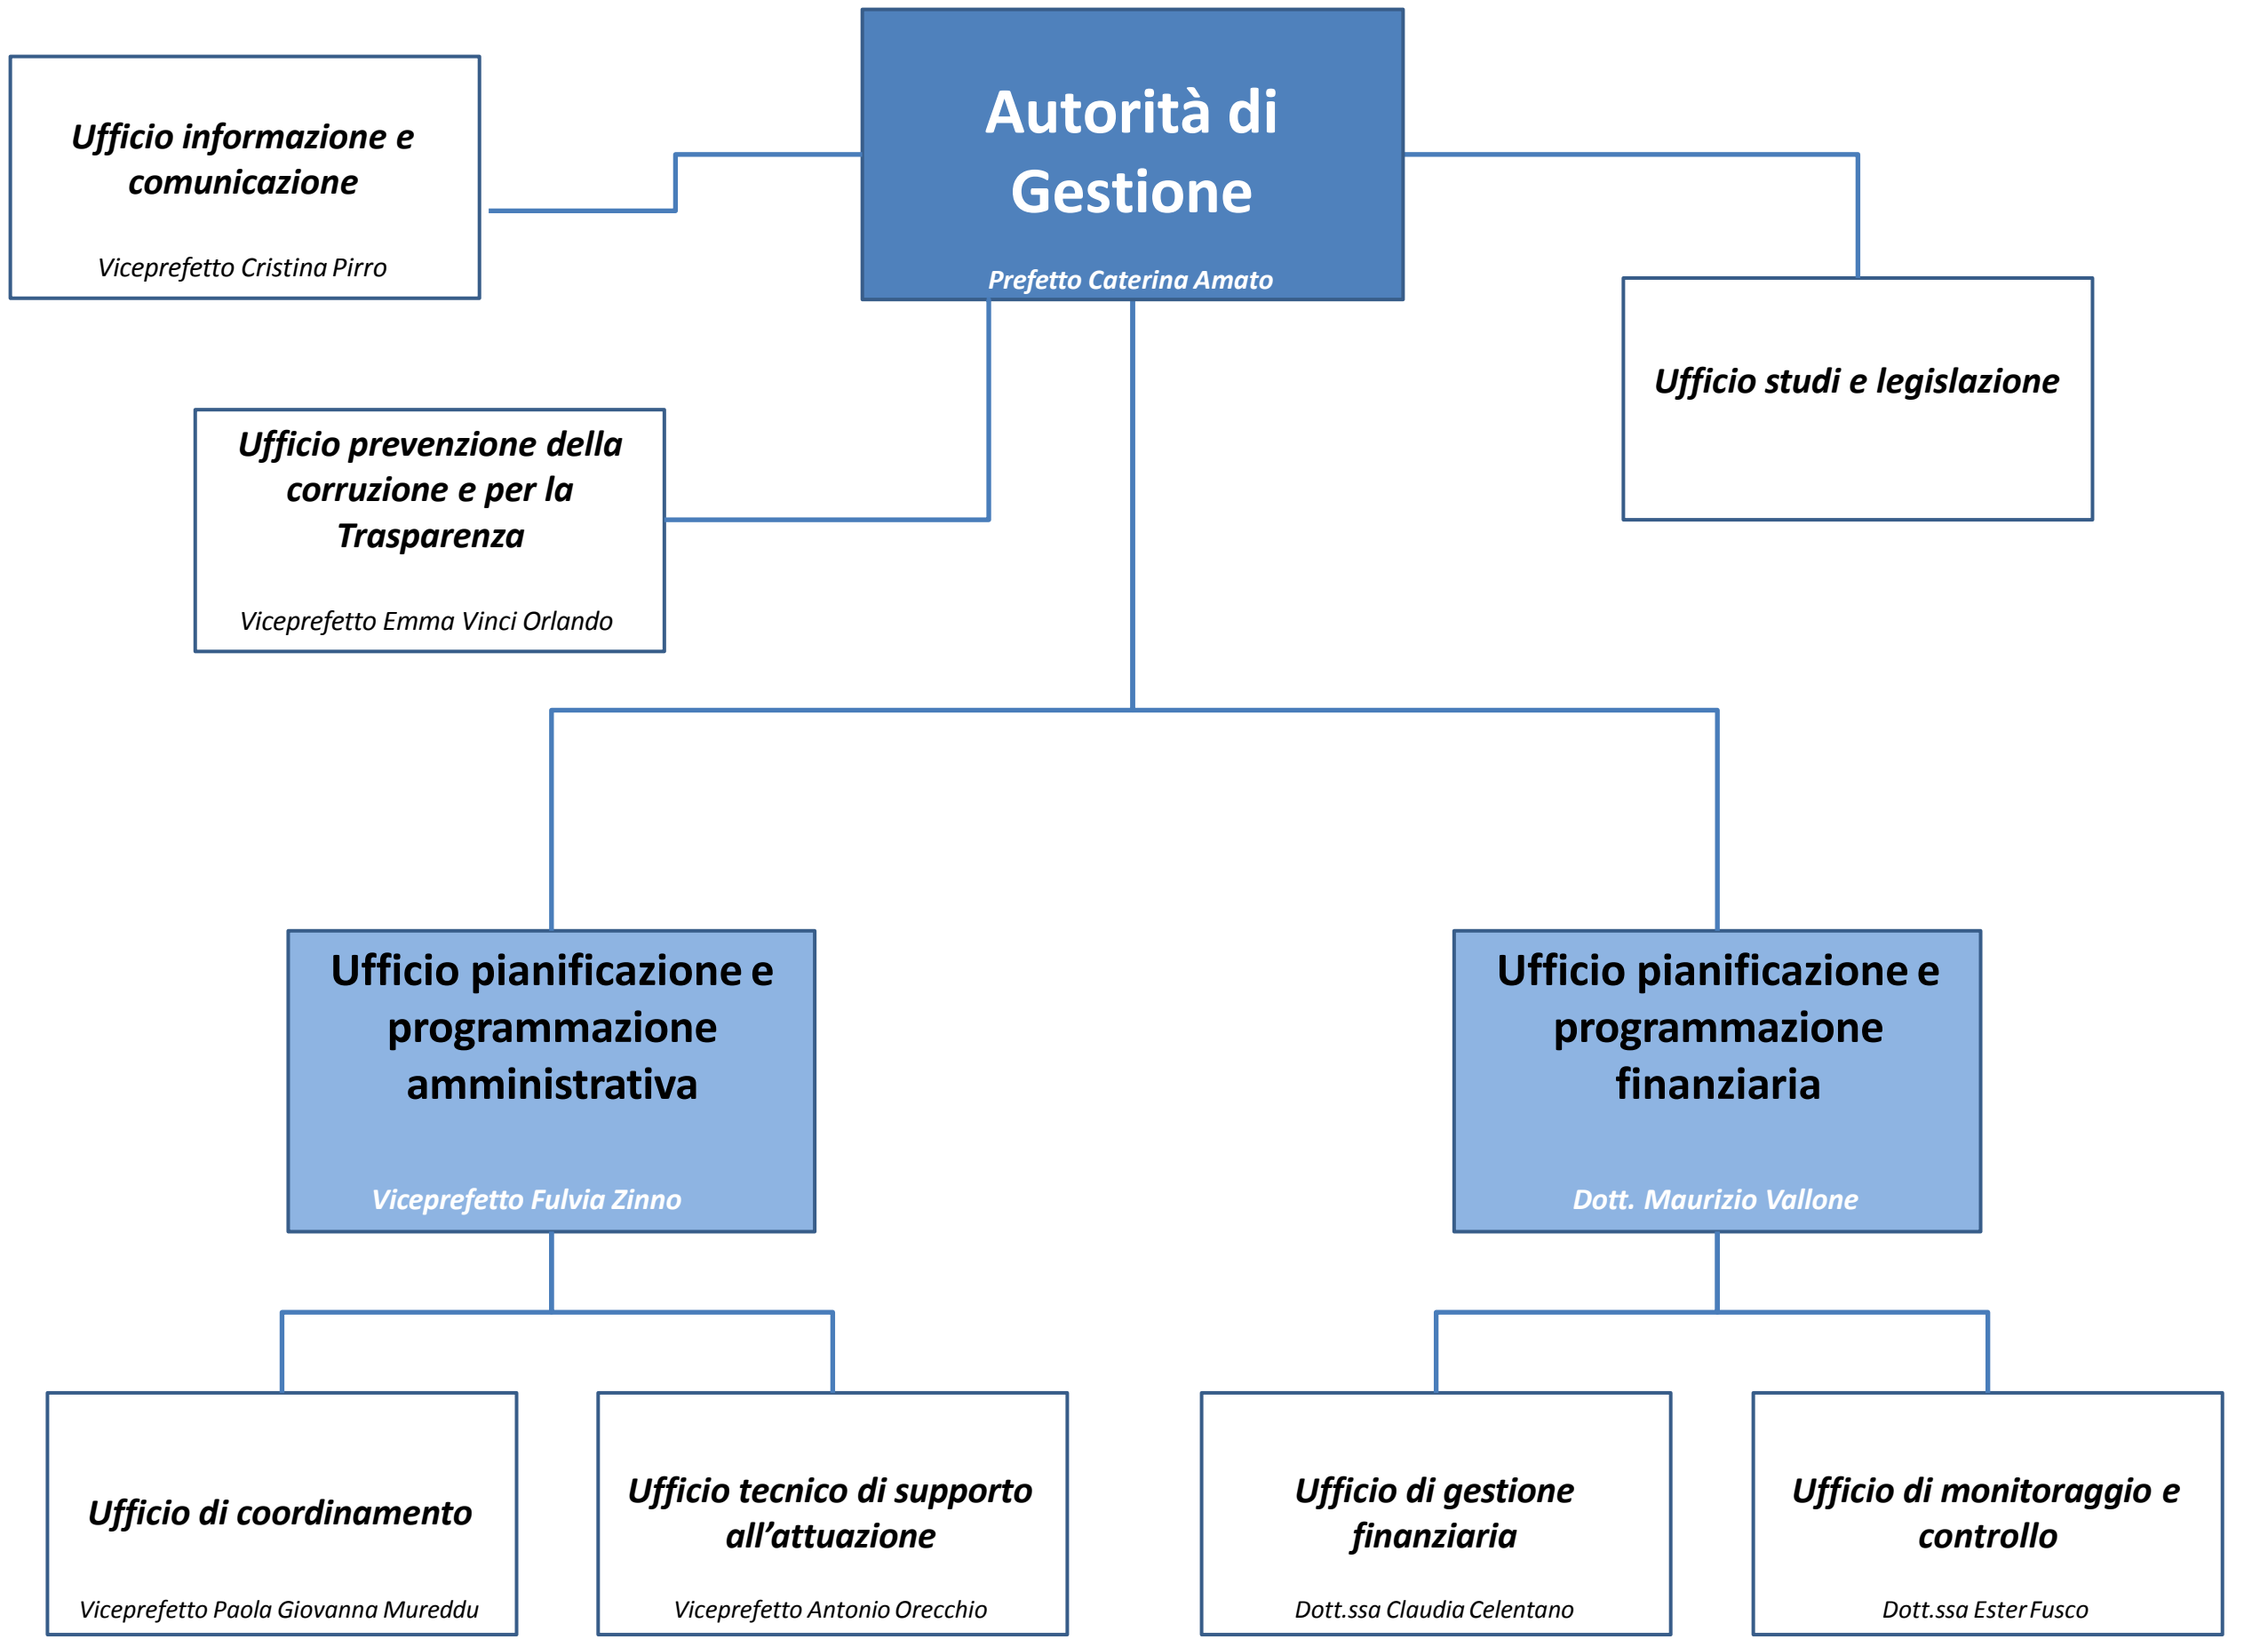 Autorità di
Gestione
Prefetto Caterina Amato
Ufficio informazione e
comunicazione
Viceprefetto Cristina Pirro
Ufficio studi e legislazione
Ufficio prevenzione della
corruzione e per la
Trasparenza
Viceprefetto Emma Vinci Orlando
Ufficio pianificazione e
programmazione
amministrativa
Viceprefetto Fulvia Zinno
Ufficio pianificazione e
programmazione
finanziaria
Dott. Maurizio Vallone
Ufficio di coordinamento
Viceprefetto Paola Giovanna Mureddu
Ufficio tecnico di supporto
all’attuazione
Viceprefetto Antonio Orecchio
Ufficio di gestione
finanziaria
Dott.ssa Claudia Celentano
Ufficio di monitoraggio e
controllo
Dott.ssa Ester Fusco